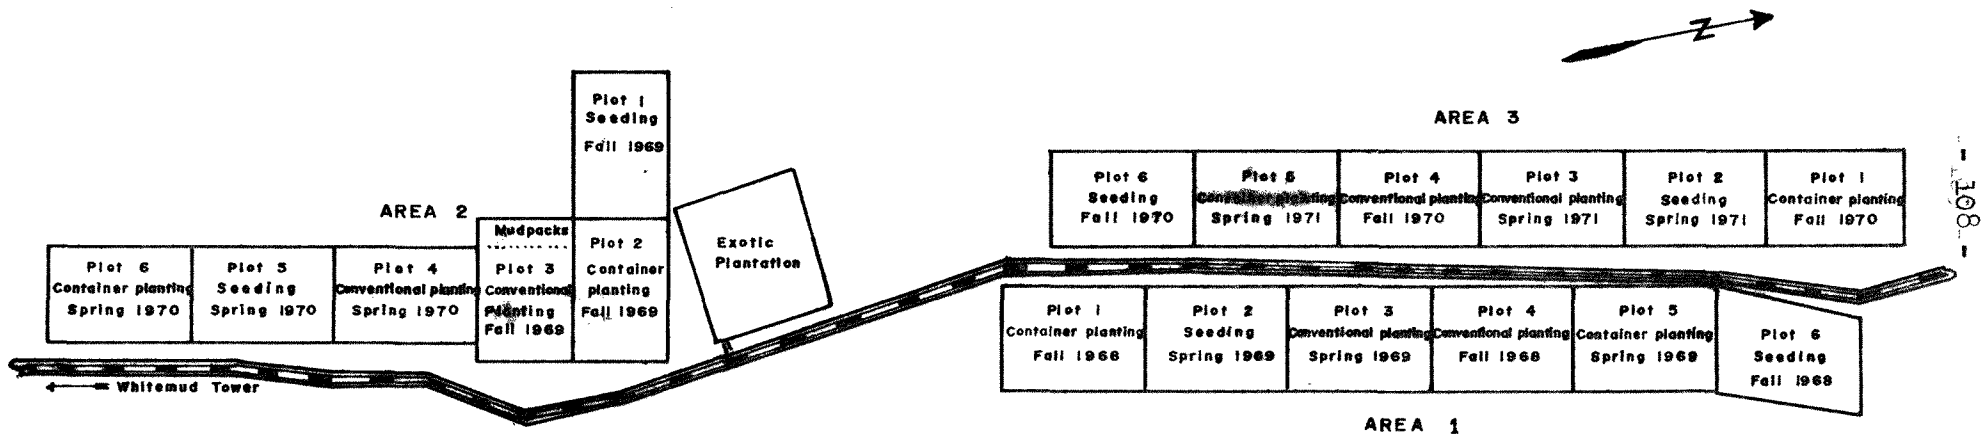 N
Plot 1
Seeding
Fall 1969
AREA 2
Mudpacks
Plot 2
Container
planting
Fall 1969
Plot 3
Conventional
Planting
Fall 1969
Plot 6
Container planting
Spring 1970
Plot 5
Seeding
Spring 1970
Plot 4
Conventional planting
Spring 1970
Exotic
Plantation
Whitemud Tower
AREA 3
Plot 6
Seeding
Fall 1970
Plot 5
Container planting
Spring 1971
Plot 4
Conventional planting
Fall 1970
Plot 3
Conventional planting
Spring 1971
Plot 2
Seeding
Spring 1971
Plot 1
Container planting
Fall 1970
Plot 1
Container planting
Fall 1968
Plot 2
Seeding
Spring 1969
Plot 3
Conventional planting
Spring 1969
Plot 4
Conventional planting
Fall 1968
Plot 5
Container planting
Spring 1969
Plot 6
Seeding
Fall 1968
AREA 1
- 108 -